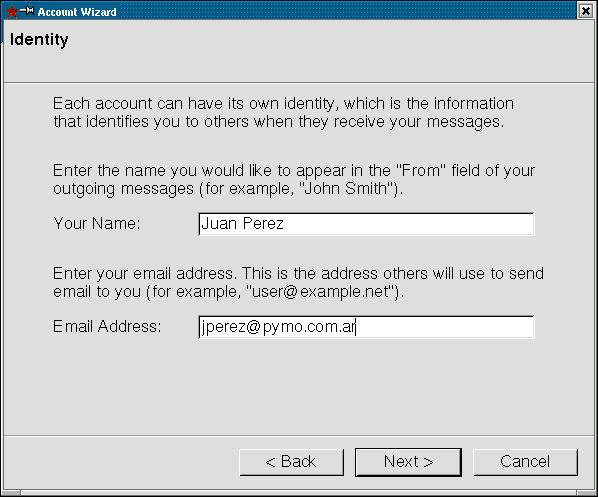 Account Wizard
Identity
Each account can have its own identity, which is the information
that identifies you to others when they receive your messages.
Enter the name you would like to appear in the "From" field of your
outgoing messages (for example, "John Smith").
Your Name: Juan Perez
Enter your email address. This is the address others will use to send
email to you (for example, "user@example.net").
Email Address: jperez@pymo.com.ar
< Back Next > Cancel